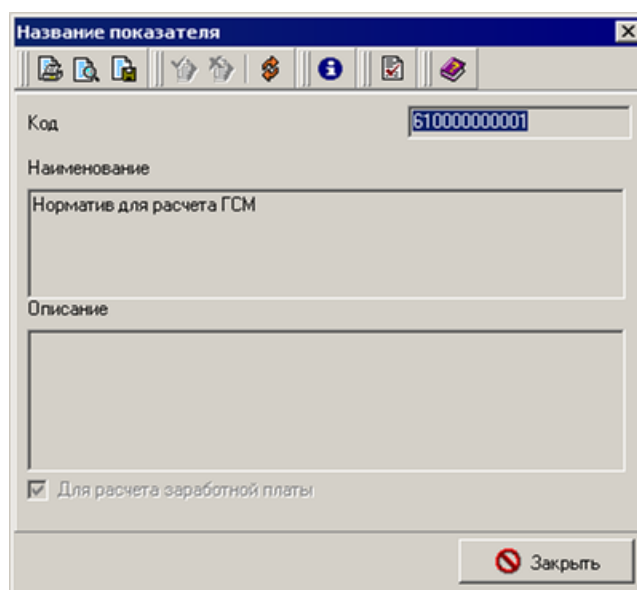 Название показателя
Код
610000000001
Наименование
Норматив для расчета ГСМ
Описание
Для расчета заработной платы
Закрыть